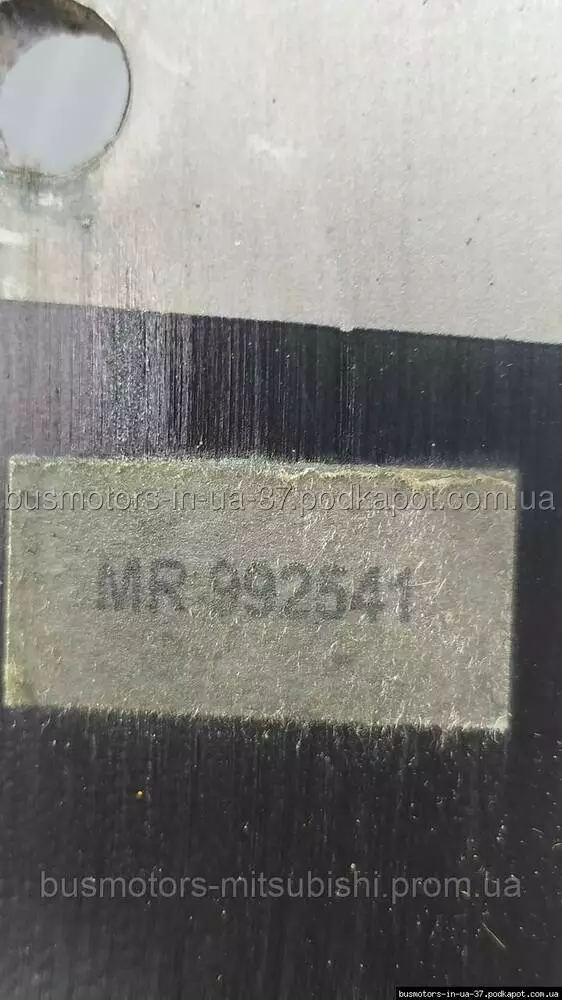 busmotors-in-ua-37.podkapot.com.ua
MR 992541
busmotors-mitsubishi.prom.ua
busmotors-in-ua-37.podkapot.com.ua